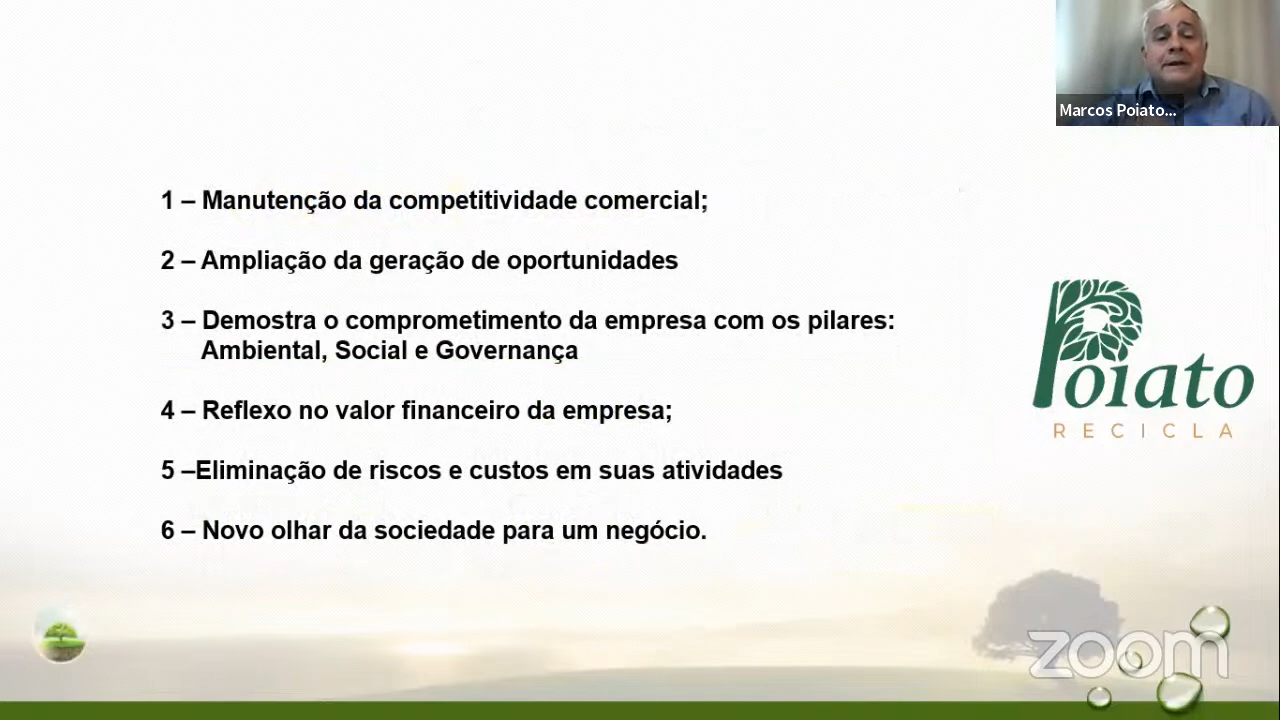 Marcos Poiato...
1 – Manutenção da competitividade comercial;
2 – Ampliação da geração de oportunidades
3 – Demostra o comprometimento da empresa com os pilares:
Ambiental, Social e Governança
4 – Reflexo no valor financeiro da empresa;
5 –Eliminação de riscos e custos em suas atividades
6 – Novo olhar da sociedade para um negócio.
Poiato
RECICLA
zoom